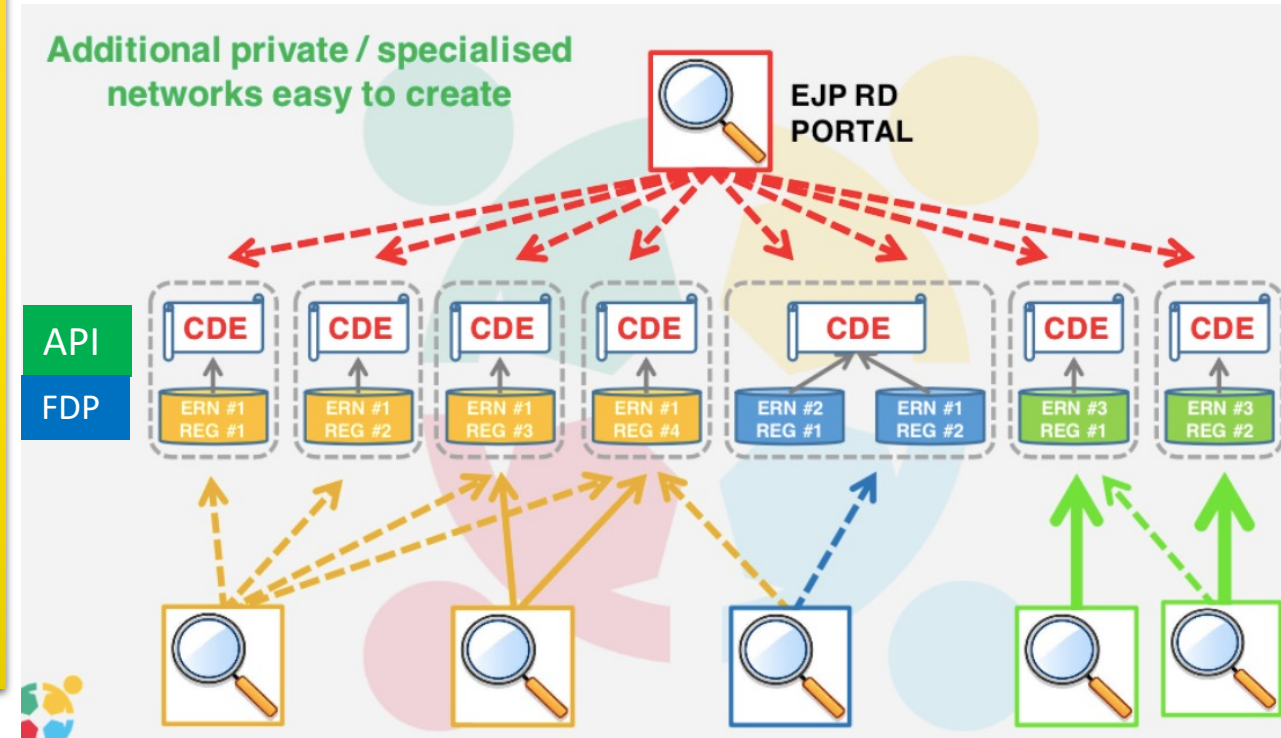 Additional private / specialised
networks easy to create
EJP RD
PORTAL
API
FDP
CDE
CDE
CDE
CDE
CDE
CDE
CDE
ERN #1
REG #1
ERN #1
REG #2
ERN #1
REG #3
ERN #1
REG #4
ERN #2
REG #1
ERN #1
REG #2
ERN #3
REG #1
ERN #3
REG #2